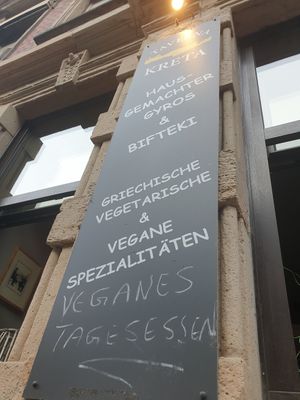 KRETA
HAUS-
GEMACHTER
GYROS
&
BIFTEKI
GRIECHISCHE
VEGETARISCHE
&
VEGANE
SPEZIALITÄTEN
VEGANES
TAGESESSEN